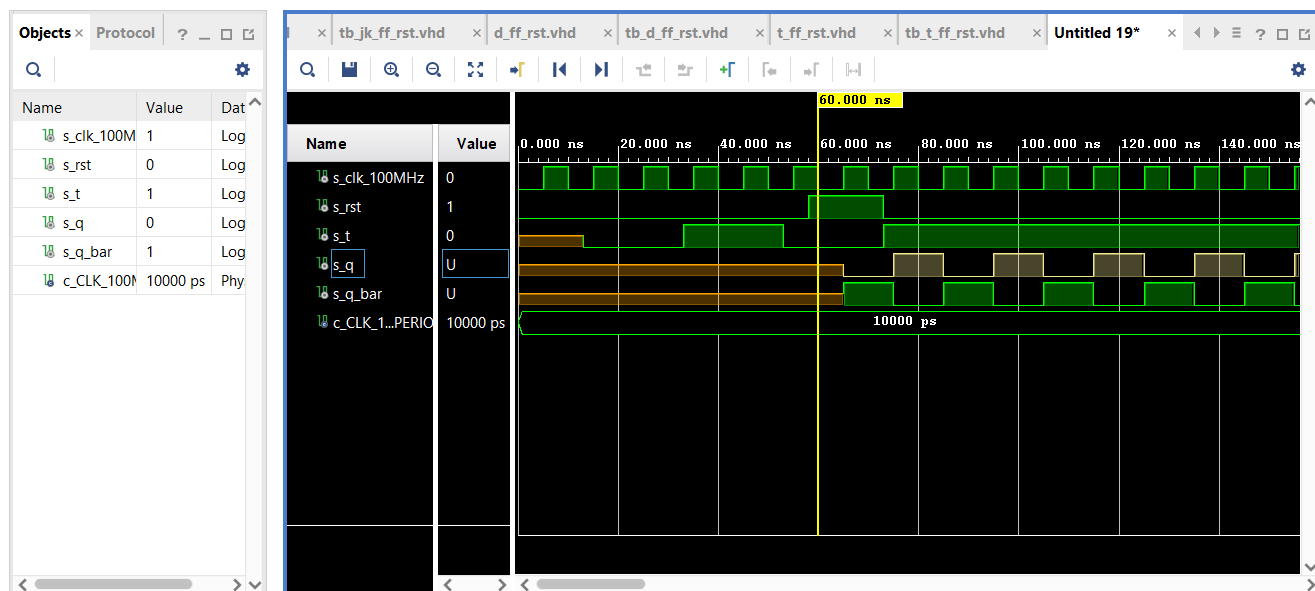 Objects × Protocol ?
Name Value Dat
s_clk_100M 1 Log
s_rst 0 Log
s_t 1 Log
s_q 0 Log
s_q_bar 1 Log
c_CLK_100 10000 ps Phy
× tb_jk_ff_rst.vhd × d_ff_rst.vhd × tb_d_ff_rst.vhd × t_ff_rst.vhd × tb_t_ff_rst.vhd × Untitled 19* × ?
60.000 ns
Name Value
0.000 ns 20.000 ns 40.000 ns 60.000 ns 80.000 ns 100.000 ns 120.000 ns 140.000 ns
s_clk_100MHz 0
s_rst 1
s_t 0
s_q U
s_q_bar U
c_CLK_1...PERIO 10000 ps 10000 ps